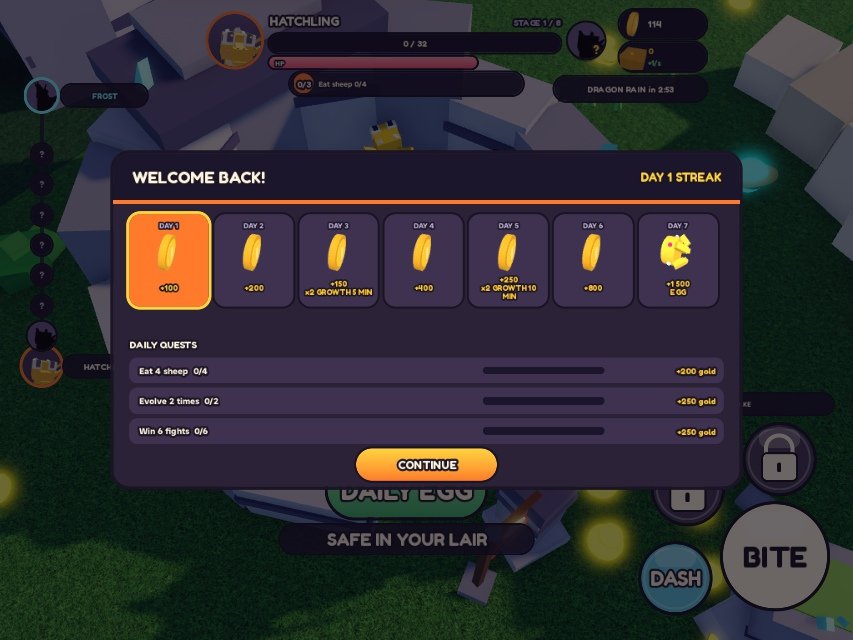 HATCHLING
STAGE 1 / 8
0 / 32
HP
0/3 Eat sheep 0/4
?
114
0
+1/s
DRAGON RAIN in 2:53
FROST
?
?
?
?
?
?
HATCH
WELCOME BACK!
DAY 1 STREAK
DAY 1
+100
DAY 2
+200
DAY 3
+150
x2 GROWTH 5 MIN
DAY 4
+400
DAY 5
+250
x2 GROWTH 10
MIN
DAY 6
+800
DAY 7
+1 500
EGG
DAILY QUESTS
Eat 4 sheep 0/4
+200 gold
Evolve 2 times 0/2
+250 gold
Win 6 fights 0/6
+250 gold
CONTINUE
KE
DAILY EGG
SAFE IN YOUR LAIR
DASH
BITE